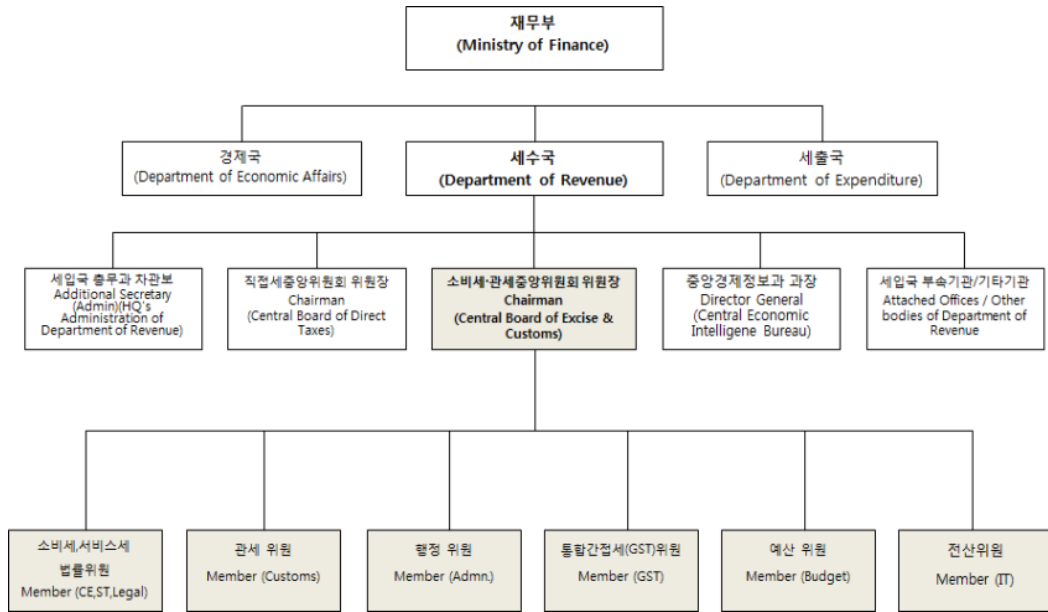 재무부
(Ministry of Finance)
경제국
(Department of Economic Affairs)
세수국
(Department of Revenue)
세출국
(Department of Expenditure)
세입국 총무과 차관보
Additional Secretary
(Admin)(HQ's
Administration of
Department of Revenue)
직접세중앙위원회 위원장
Chairman
(Central Board of Direct
Taxes)
소비세·관세중앙위원회 위원장
Chairman
(Central Board of Excise &
Customs)
중앙경제정보과 과장
Director General
(Central Economic
Intelligene Bureau)
세입국 부속기관/기타기관
Attached Offices / Other
bodies of Department of
Revenue
소비세,서비스세
법률위원
Member (CE,ST,Legal)
관세 위원
Member (Customs)
행정 위원
Member (Admn.)
통합간접세(GST)위원
Member (GST)
예산 위원
Member (Budget)
전산위원
Member (IT)